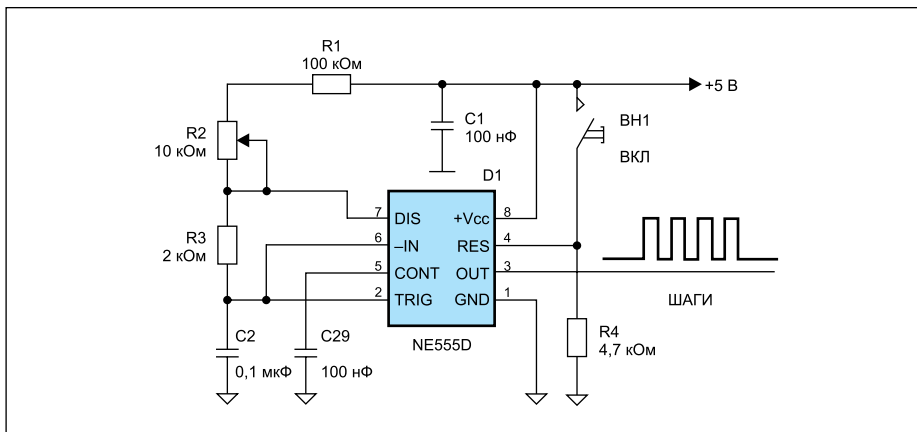 R1
100 кОм
+5 В
R2
10 кОм
C1
100 нФ
ВН1
ВКЛ
D1
7 DIS +Vcc 8
6 –IN RES 4
5 CONT OUT 3
2 TRIG GND 1
R3
2 кОм
ШАГИ
C2
0,1 мкФ
C29
100 нФ
NE555D
R4
4,7 кОм